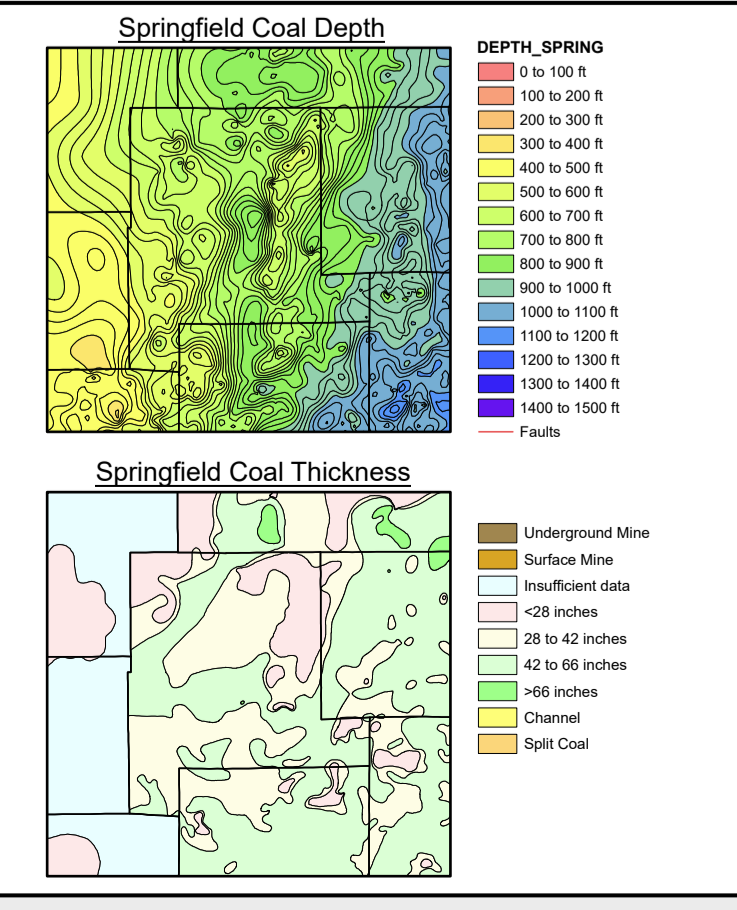 Springfield Coal Depth
DEPTH_SPRING
0 to 100 ft
100 to 200 ft
200 to 300 ft
300 to 400 ft
400 to 500 ft
500 to 600 ft
600 to 700 ft
700 to 800 ft
800 to 900 ft
900 to 1000 ft
1000 to 1100 ft
1100 to 1200 ft
1200 to 1300 ft
1300 to 1400 ft
1400 to 1500 ft
Faults
Springfield Coal Thickness
Underground Mine
Surface Mine
Insufficient data
<28 inches
28 to 42 inches
42 to 66 inches
>66 inches
Channel
Split Coal